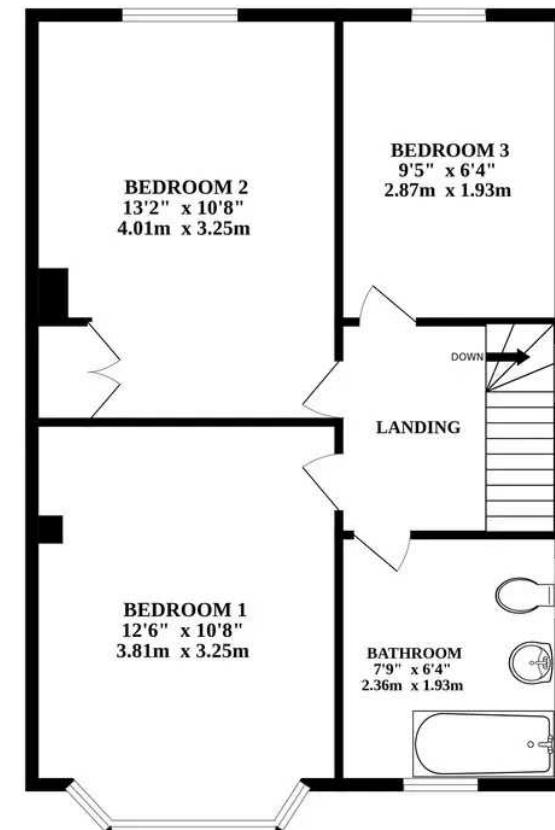 BEDROOM 2
13'2" x 10'8"
4.01m x 3.25m
BEDROOM 3
9'5" x 6'4"
2.87m x 1.93m
DOWN
LANDING
BEDROOM 1
12'6" x 10'8"
3.81m x 3.25m
BATHROOM
7'9" x 6'4"
2.36m x 1.93m